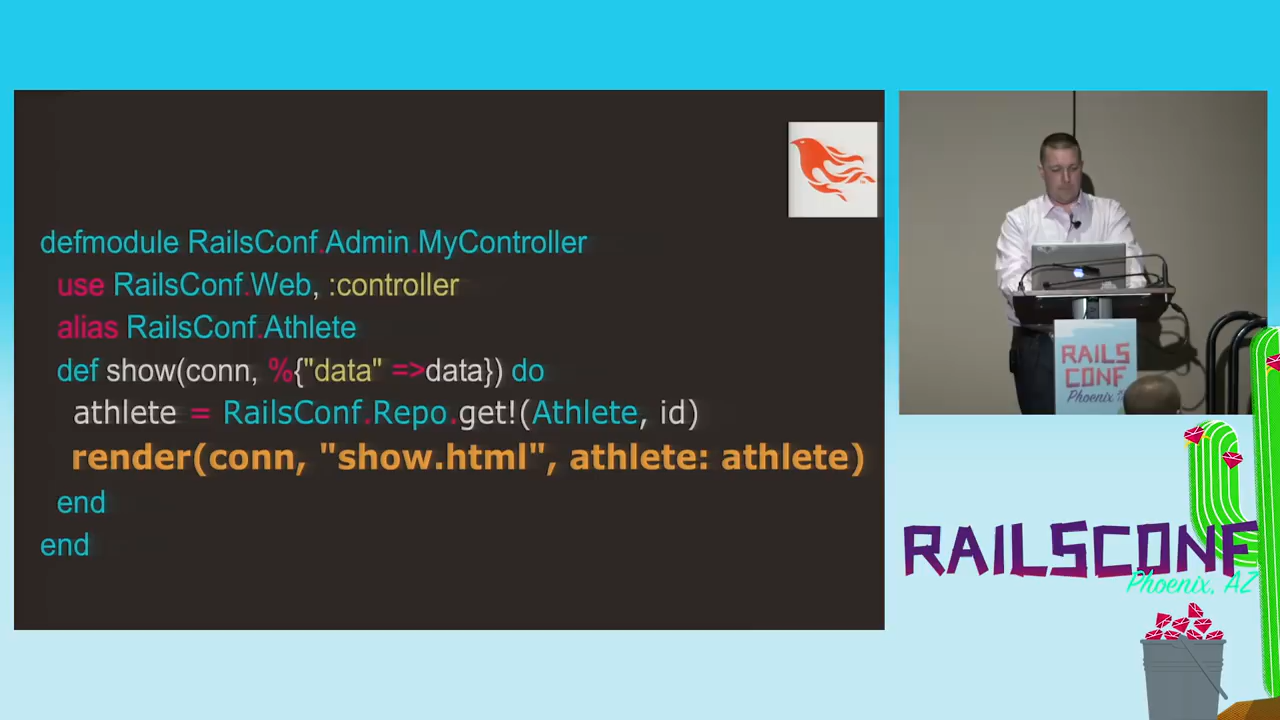 defmodule RailsConf.Admin.MyController
use RailsConf.Web, :controller
alias RailsConf.Athlete
def show(conn, %{"data" =>data}) do
athlete = RailsConf.Repo.get!(Athlete, id)
render(conn, "show.html", athlete: athlete)
end
end
RAILS
CONF
Phoenix
RAILSCONF
Phoenix, AZ